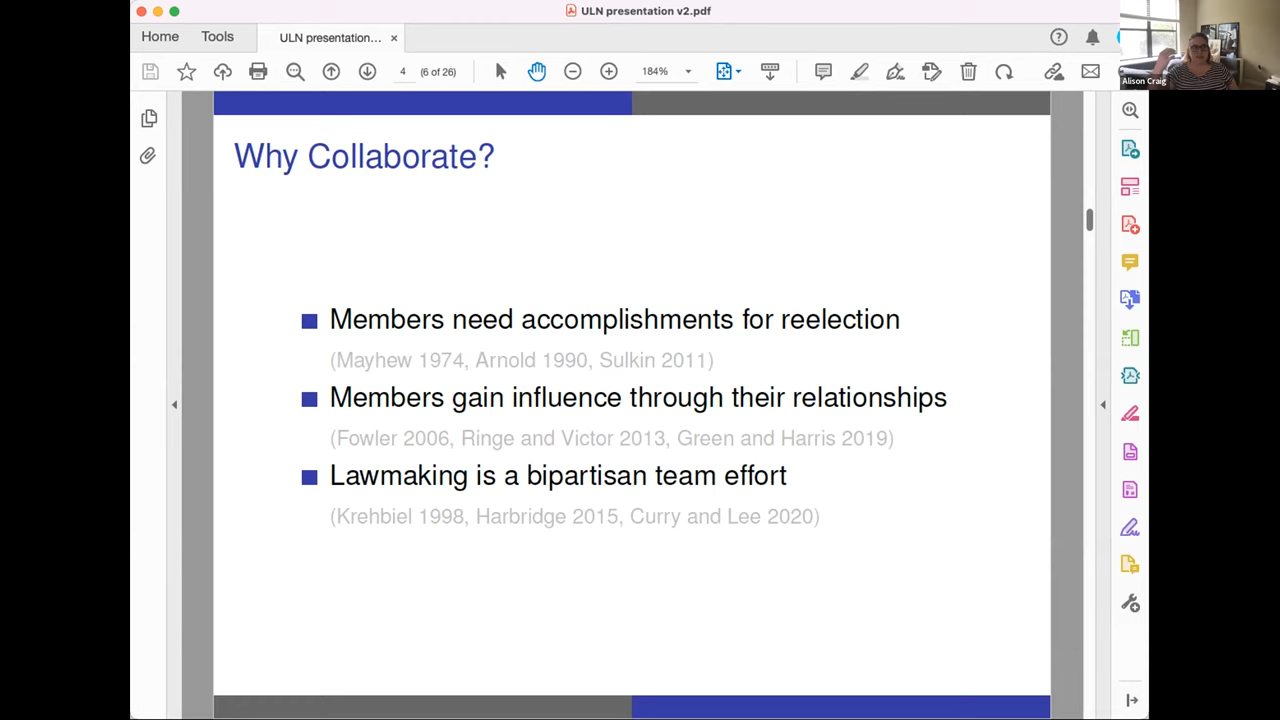 ULN presentation v2.pdf
Home
Tools
ULN presentation...
4
(6 of 26)
184%
Alison Craig
Why Collaborate?
Members need accomplishments for reelection
(Mayhew 1974, Arnold 1990, Sulkin 2011)
Members gain influence through their relationships
(Fowler 2006, Ringe and Victor 2013, Green and Harris 2019)
Lawmaking is a bipartisan team effort
(Krehbiel 1998, Harbridge 2015, Curry and Lee 2020)